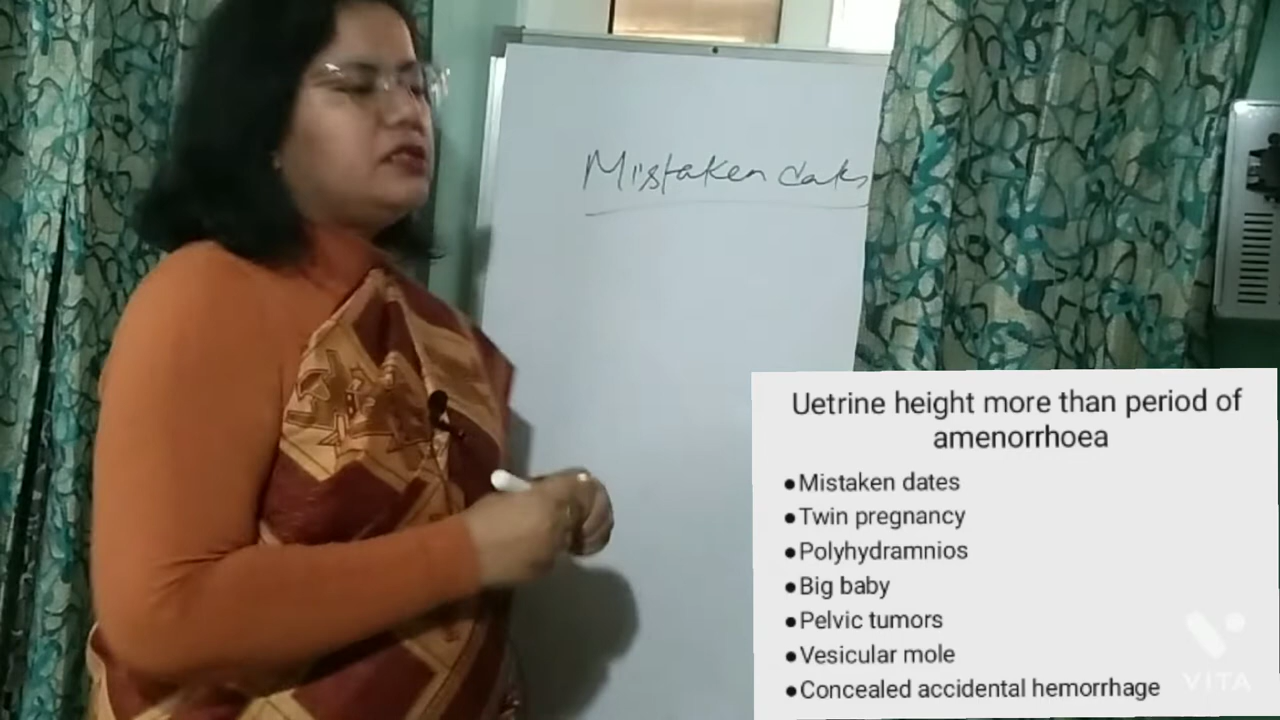 Mistaken dates
Uetrine height more than period of
amenorrhoea
●Mistaken dates
●Twin pregnancy
●Polyhydramnios
●Big baby
●Pelvic tumors
●Vesicular mole
●Concealed accidental hemorrhage
VITA